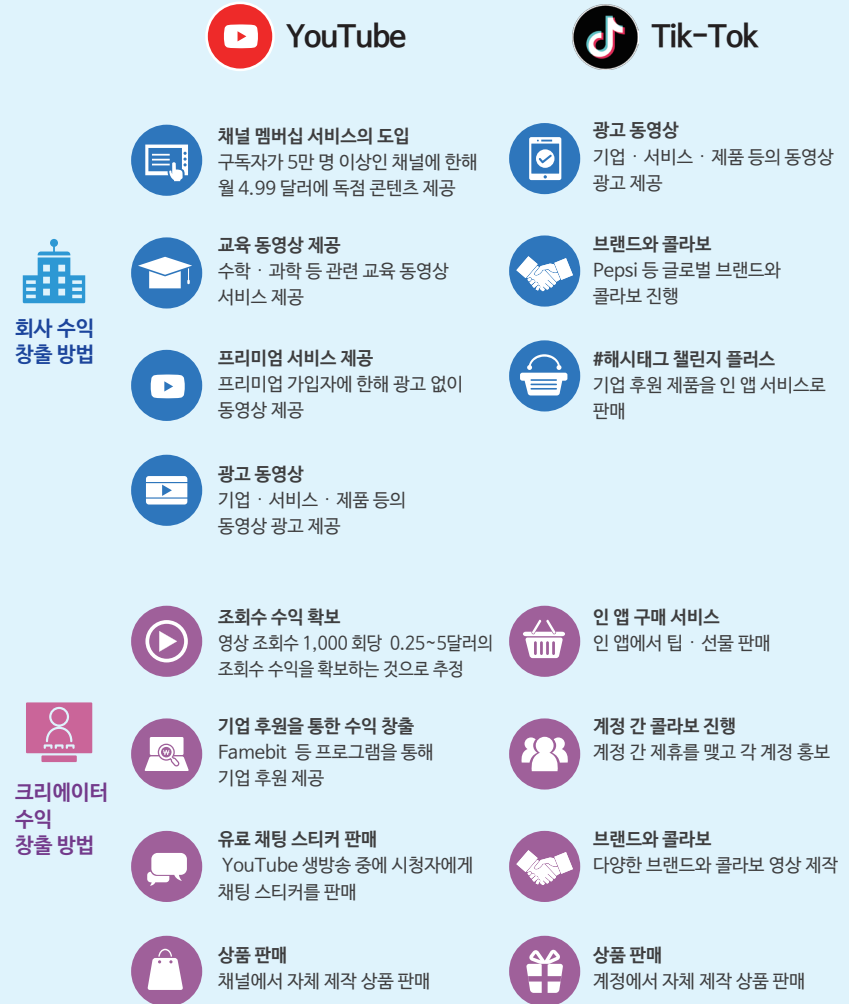 YouTube
Tik-Tok
회사 수익
창출 방법
채널 멤버십 서비스의 도입
구독자가 5만 명 이상인 채널에 한해
월 4.99 달러에 독점 콘텐츠 제공
교육 동영상 제공
수학 · 과학 등 관련 교육 동영상
서비스 제공
프리미엄 서비스 제공
프리미업 가입자에 한해 광고 없이
동영상 제공
광고 동영상
기업 · 서비스 · 제품 등의
동영상 광고 제공
광고 동영상
기업 · 서비스 · 제품 등의 동영상
광고 제공
브랜드와 콜라보
Pepsi 등 글로벌 브랜드와
콜라보 진행
#해시태그 챌린지 플러스
기업 후원 제품을 인 앱 서비스로
판매
크리에이터
수익
창출 방법
조회수 수익 확보
영상 조회수 1,000 회당 0.25~5달러의
조회수 수익을 확보하는 것으로 추정
기업 후원을 통한 수익 창출
Famebit 등 프로그램을 통해
기업 후원 제공
유료 채팅 스티커 판매
YouTube 생방송 중에 시청자에게
채팅 스티커를 판매
상품 판매
채널에서 자체 제작 상품 판매
인 앱 구매 서비스
인 앱에서 팁 · 선물 판매
계정 간 콜라보 진행
계정 간 제휴를 맺고 각 계정 홍보
브랜드와 콜라보
다양한 브랜드와 콜라보 영상 제작
상품 판매
계정에서 자체 제작 상품 판매